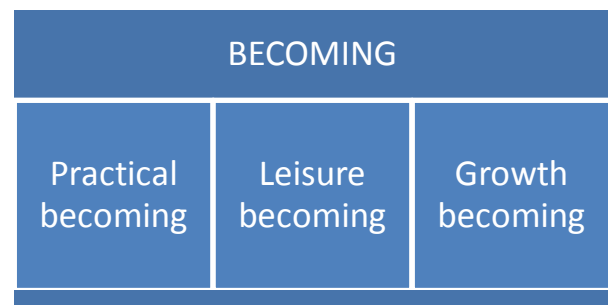 BECOMING
Practical
becoming
Leisure
becoming
Growth
becoming